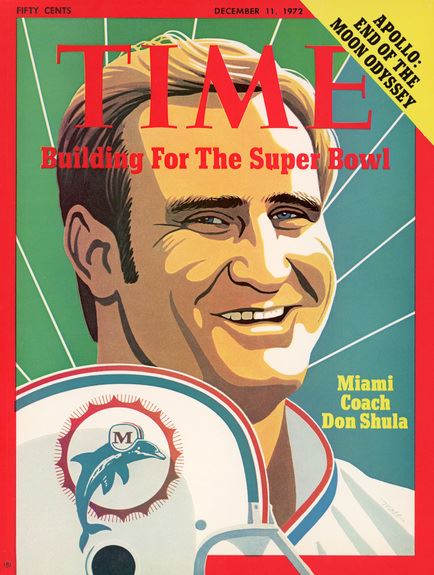 FIFTY CENTS
DECEMBER 11, 1972
APOLLO:
END OF THE
MOON ODYSSEY
TIME
Building For The Super Bowl
Miami
Coach
Don Shula
M